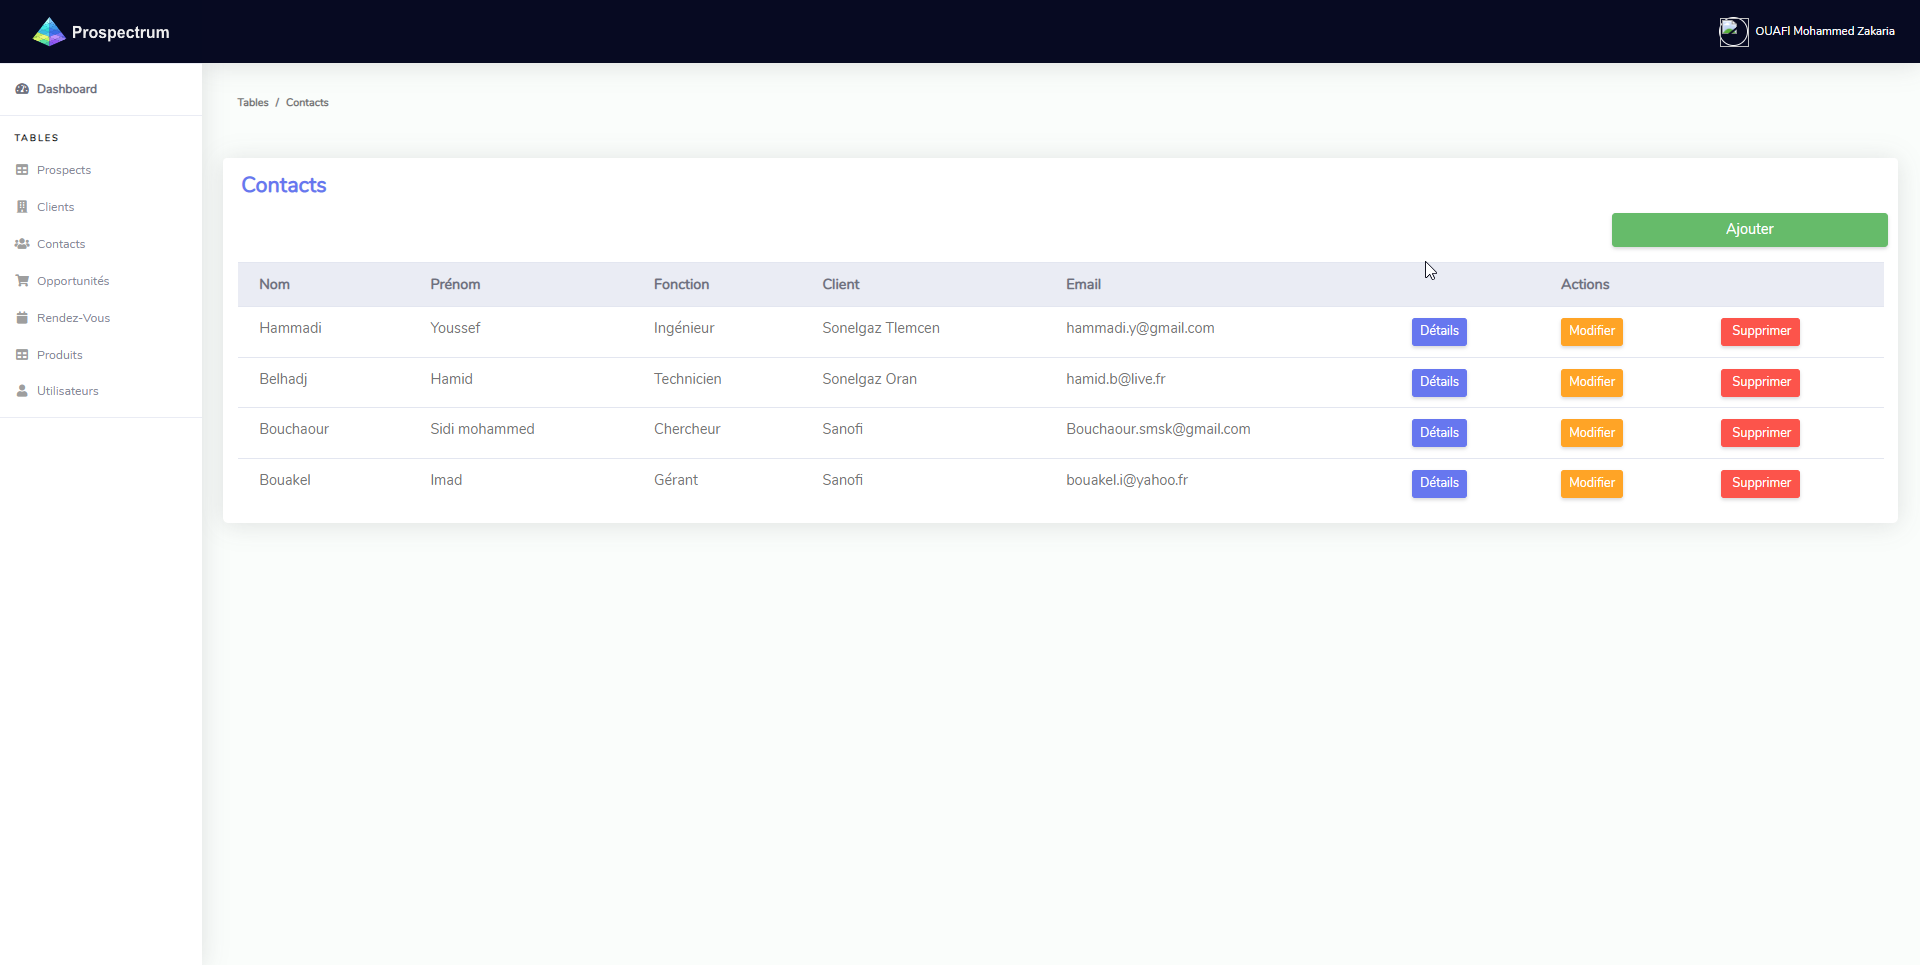 Prospectrum
OUAFI Mohammed Zakaria
Dashboard
TABLES
Prospects
Clients
Contacts
Opportunités
Rendez-Vous
Produits
Utilisateurs
Tables / Contacts
Contacts
Ajouter
Nom Prénom Fonction Client Email Actions
Hammadi Youssef Ingénieur Sonelgaz Tlemcen hammadi.y@gmail.com Détails Modifier Supprimer
Belhadj Hamid Technicien Sonelgaz Oran hamid.b@live.fr Détails Modifier Supprimer
Bouchaour Sidi mohammed Chercheur Sanofi Bouchaour.smsk@gmail.com Détails Modifier Supprimer
Bouakel Imad Gérant Sanofi bouakel.i@yahoo.fr Détails Modifier Supprimer